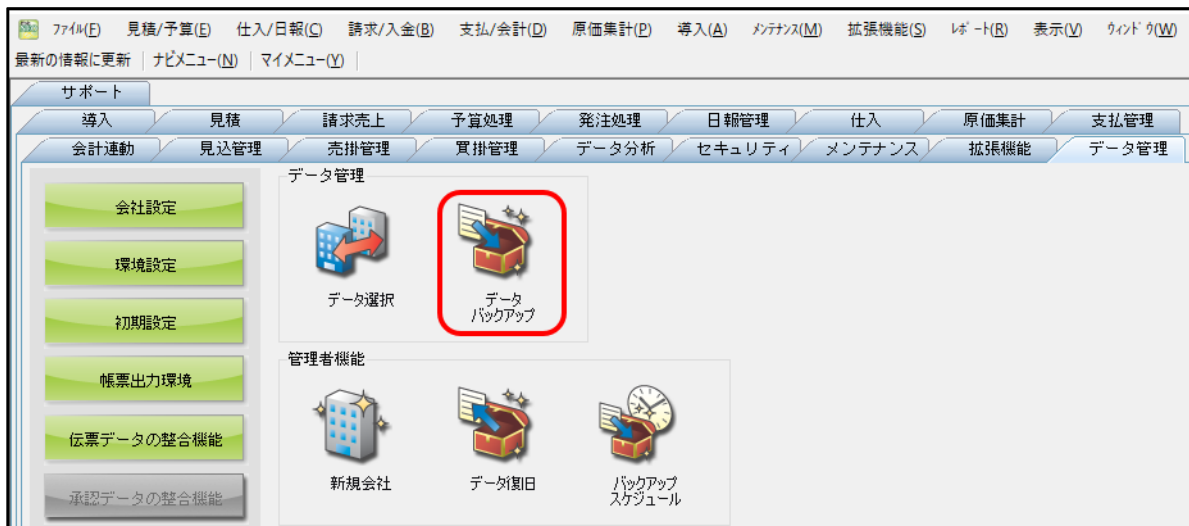 ファイル(F) 見積/予算(E) 仕入/日報(C) 請求/入金(B) 支払/会計(D) 原価集計(P) 導入(A) メンテナンス(M) 拡張機能(S) レポート(R) 表示(V) ウィンドウ(W)
最新の情報に更新 ナビメニュー(N) マイメニュー(Y)
サポート
導入 見積 請求売上 予算処理 発注処理 日報管理 仕入 原価集計 支払管理
会計連動 見込管理 売掛管理 買掛管理 データ分析 セキュリティ メンテナンス 拡張機能 データ管理
会社設定
環境設定
初期設定
帳票出力環境
伝票データの整合機能
承認データの整合機能
データ管理
データ選択
データ
バックアップ
管理者機能
新規会社
データ復旧
バックアップ
スケジュール